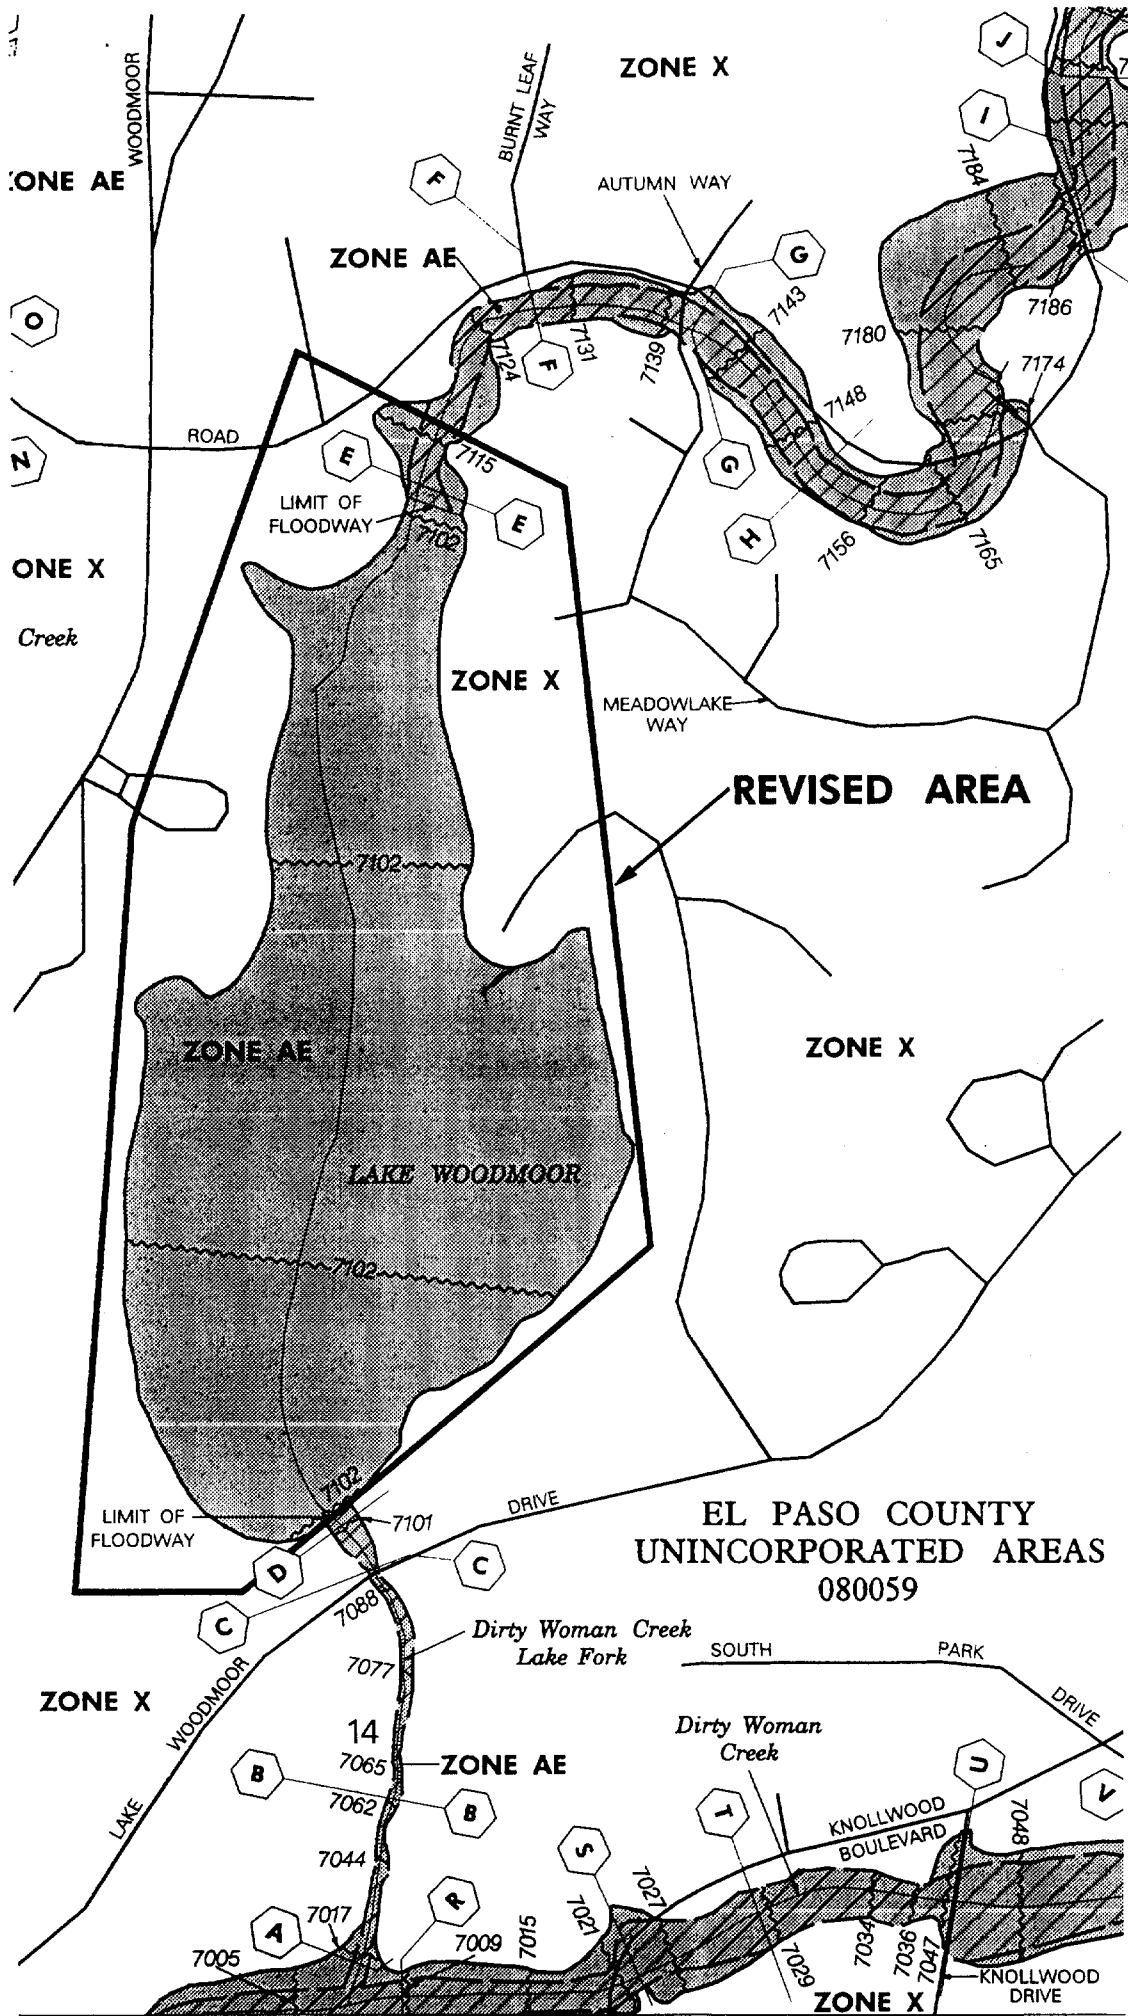 WOODMOOR
ZONE X
BURNT LEAF
WAY
J
I
7184
ZONE AE
F
AUTUMN WAY
ZONE AE
G
7143
7186
O
7180
7124
F
7131
7139
7174
7148
ROAD
N
E
7115
G
LIMIT OF
FLOODWAY
E
7102
H
7156
7165
ONE X
Creek
ZONE X
MEADOWLAKE
WAY
REVISED AREA
7102
ZONE AE
ZONE X
LAKE WOODMOOR
7102
7102
LIMIT OF
FLOODWAY
7101
DRIVE
EL PASO COUNTY
UNINCORPORATED AREAS
080059
D
C
C
7088
Dirty Woman Creek
Lake Fork
7077
SOUTH PARK
DRIVE
ZONE X
WOODMOOR
LAKE
14
Dirty Woman
Creek
7065
ZONE AE
B
7062
B
U
V
T
KNOLLWOOD
BOULEVARD
7048
7044
S
7027
7021
R
A
7017
7005
7009
7015
7029
7034
7036
7047
KNOLLWOOD
DRIVE
ZONE X